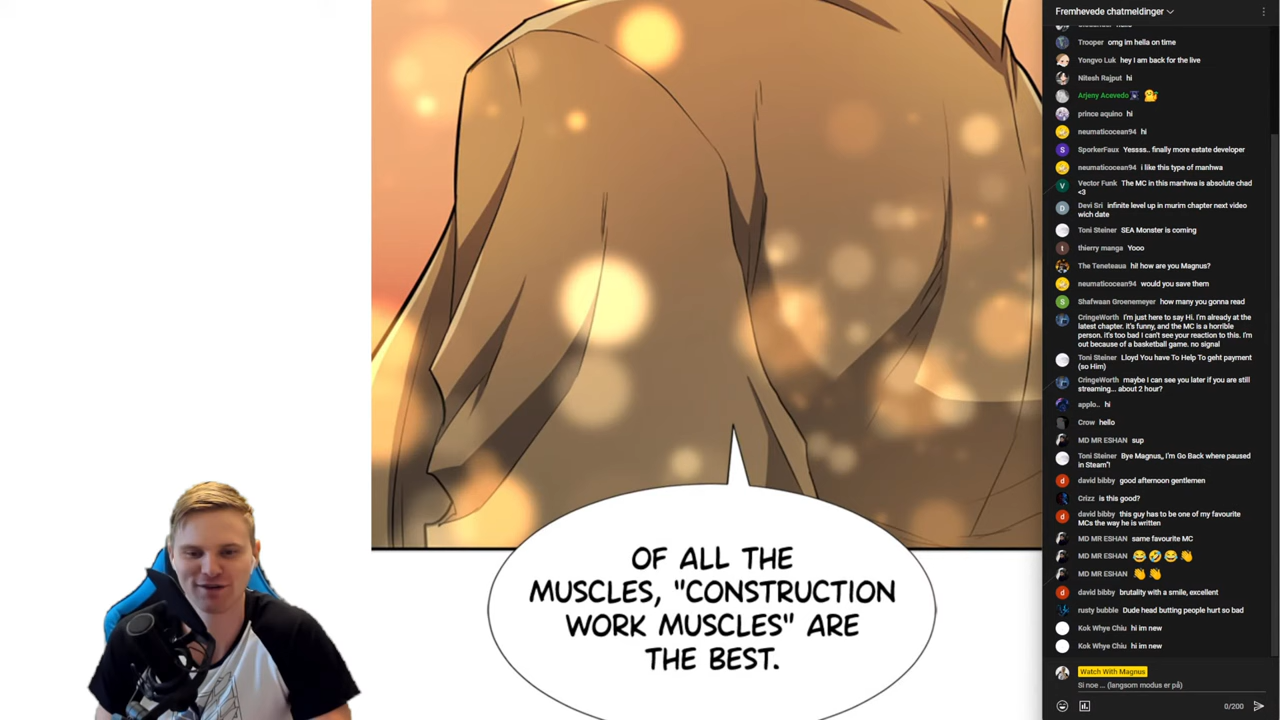 OF ALL THE
MUSCLES, "CONSTRUCTION
WORK MUSCLES" ARE
THE BEST.
Fremhevede chatmeldinger
Trooper omg im hella on time
Yongvo Luk hey I am back for the live
Nitesh Rajput hi
Arjeny Acevedo
prince aquino hi
neumaticocean94 hi
S SporkerFaux Yessss.. finally more estate developer
neumaticocean94 i like this type of manhwa
V Vector Funk The MC in this manhwa is absolute chad
<3
D Devi Sri infinite level up in murim chapter next video
wich date
Toni Steiner SEA Monster is coming
t thierry manga Yooo
The Teneteaus hi! how are you Magnus?
neumaticocean94 would you save them
S Shafwaan Groenemeyer how many you gonna read
CringeWorth I'm just here to say Hi. I'm already at the
latest chapter. it's funny, and the MC is a horrible
person. it's too bad I can't see your reaction to this. I'm
out because of a basketball game. no signal
Toni Steiner Lloyd You have To Help To geht payment
(so Him)
CringeWorth maybe I can see you later if you are still
streaming... about 2 hour?
applo.. hi
Crow hello
MD MR ESHAN sup
Toni Steiner Bye Magnus,, I'm Go Back where paused
in Steam"!
d david bibby good afternoon gentlemen
Crizz is this good?
d david bibby this guy has to be one of my favourite
MCs the way he is written
MD MR ESHAN same favourite MC
MD MR ESHAN 😂🤣😂👏
MD MR ESHAN 👏👏
d david bibby brutality with a smile, excellent
rusty bubble Dude head butting people hurt so bad
Kok Whye Chiu hi im new
Kok Whye Chiu hi im new
Watch With Magnus
Si noe ... (langsom modus er på)
0/200